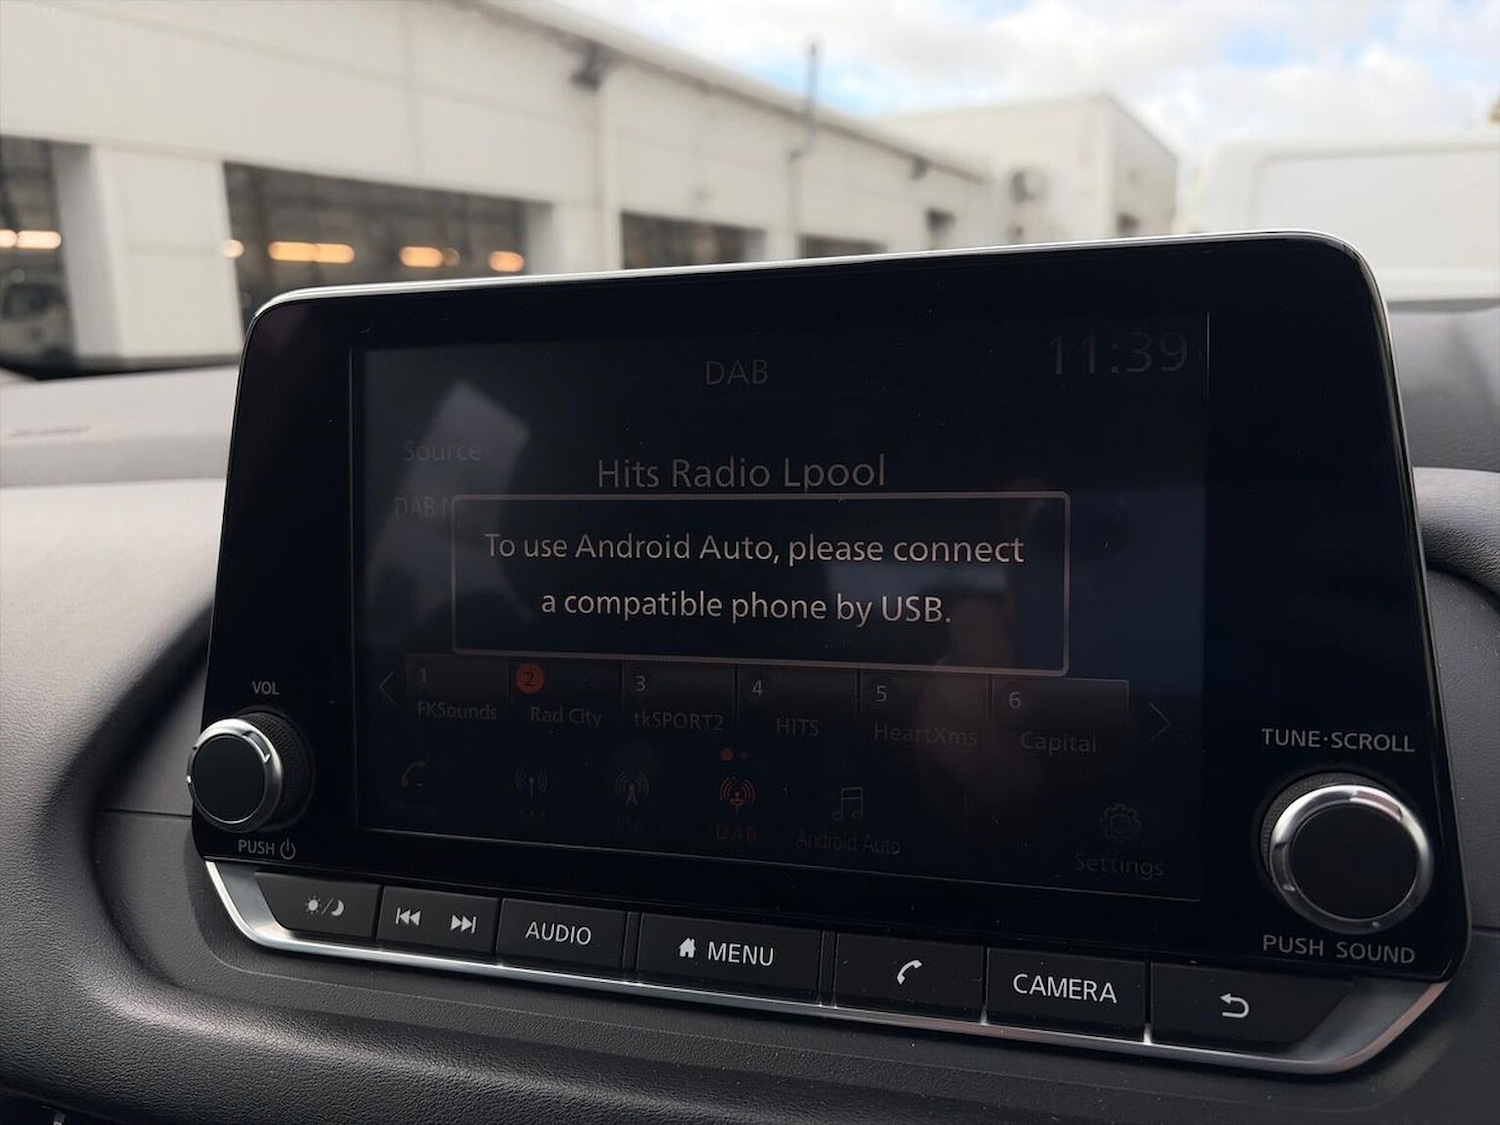 DAB
11:39
Source
Hits Radio Lpool
DAB
To use Android Auto, please connect
a compatible phone by USB.
1
2
3
4
5
6
FKSounds
Rad City
tkSPORT2
HITS
HeartXms
Capital
DAB
Android Auto
Settings
VOL
PUSH
TUNE·SCROLL
PUSH SOUND
AUDIO
MENU
CAMERA